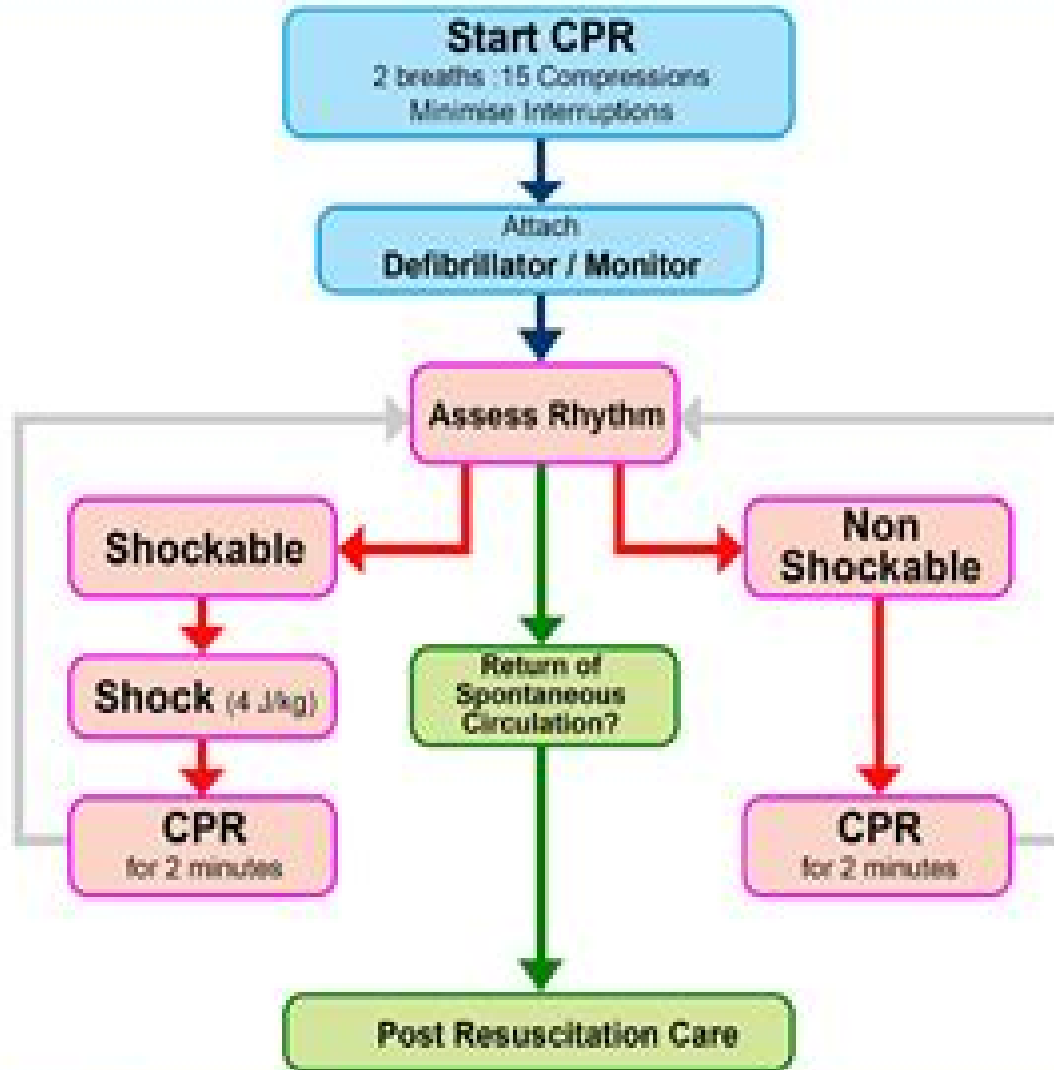 Start CPR
2 breaths :15 Compressions
Minimise Interruptions
Attach
Defibrillator / Monitor
Assess Rhythm
Shockable
Non
Shockable
Shock (4 J/kg)
Return of
Spontaneous
Circulation?
CPR
for 2 minutes
CPR
for 2 minutes
Post Resuscitation Care